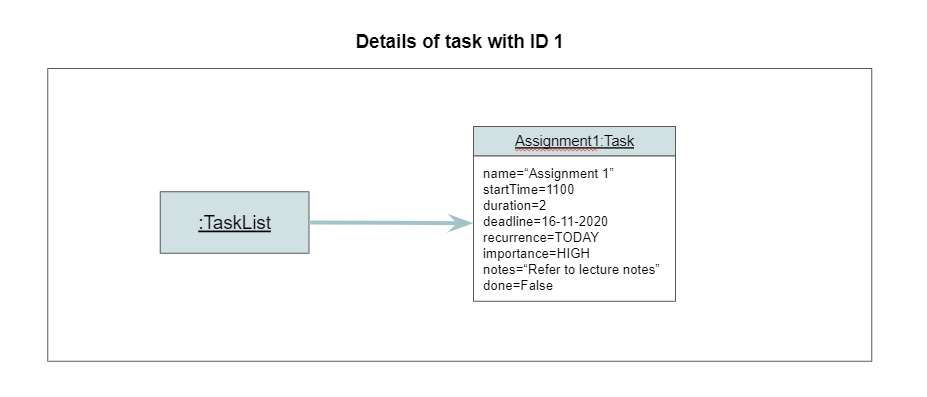 Details of task with ID 1
:TaskList
Assignment1:Task
name=“Assignment 1”
startTime=1100
duration=2
deadline=16-11-2020
recurrence=TODAY
importance=HIGH
notes=“Refer to lecture notes”
done=False